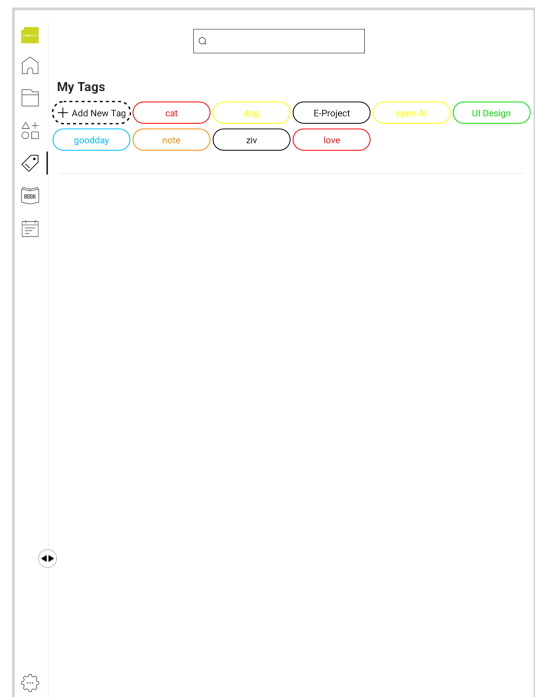 My Tags
+ Add New Tag cat dog E-Project open AI UI Design
goodday note ziv love
BOOK